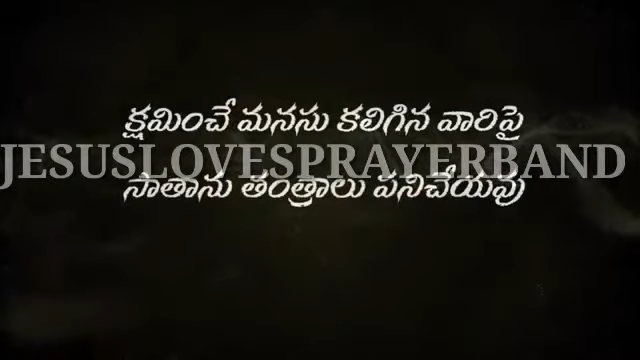 క్షమించే మనసు కలిగిన వారిపై
JESUSLOVESPRAYERBAND
సాతాను తంత్రాలు పనిచేయవు